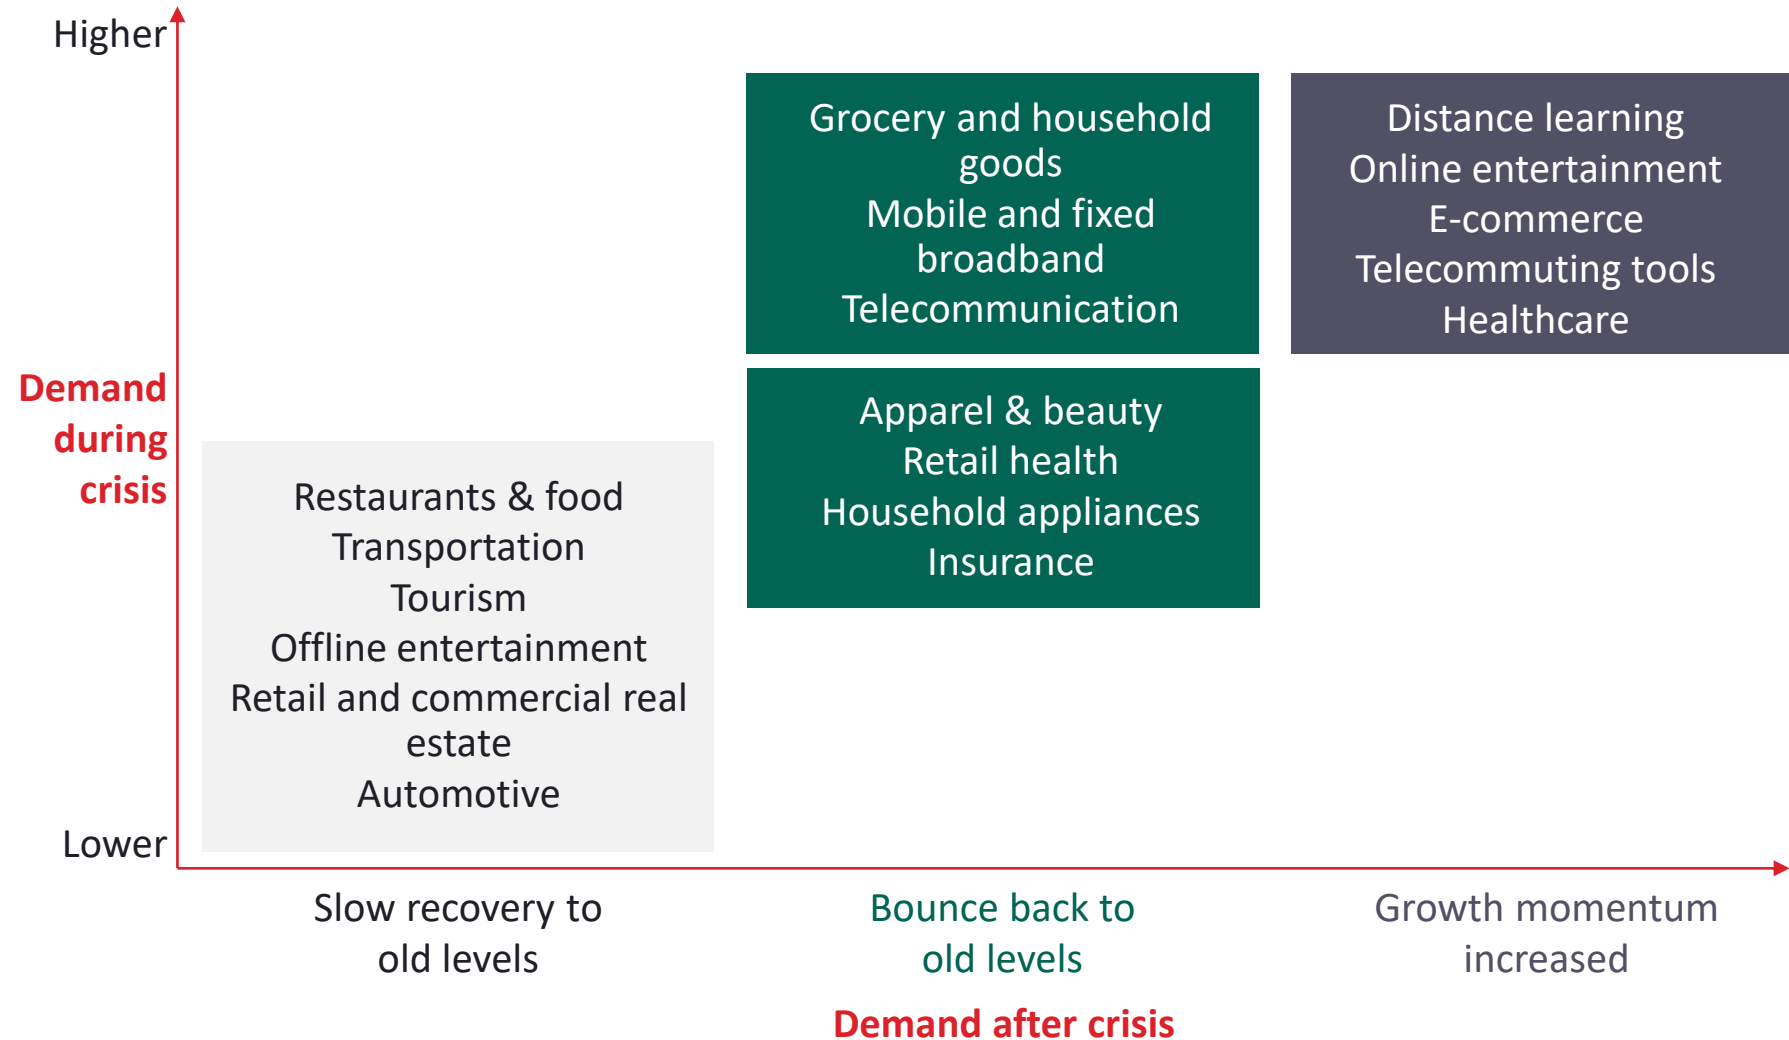 Higher
Demand
during
crisis
Lower
Grocery and household
goods
Mobile and fixed
broadband
Telecommunication
Distance learning
Online entertainment
E-commerce
Telecommuting tools
Healthcare
Apparel & beauty
Retail health
Household appliances
Insurance
Restaurants & food
Transportation
Tourism
Offline entertainment
Retail and commercial real
estate
Automotive
Slow recovery to
old levels
Bounce back to
old levels
Growth momentum
increased
Demand after crisis